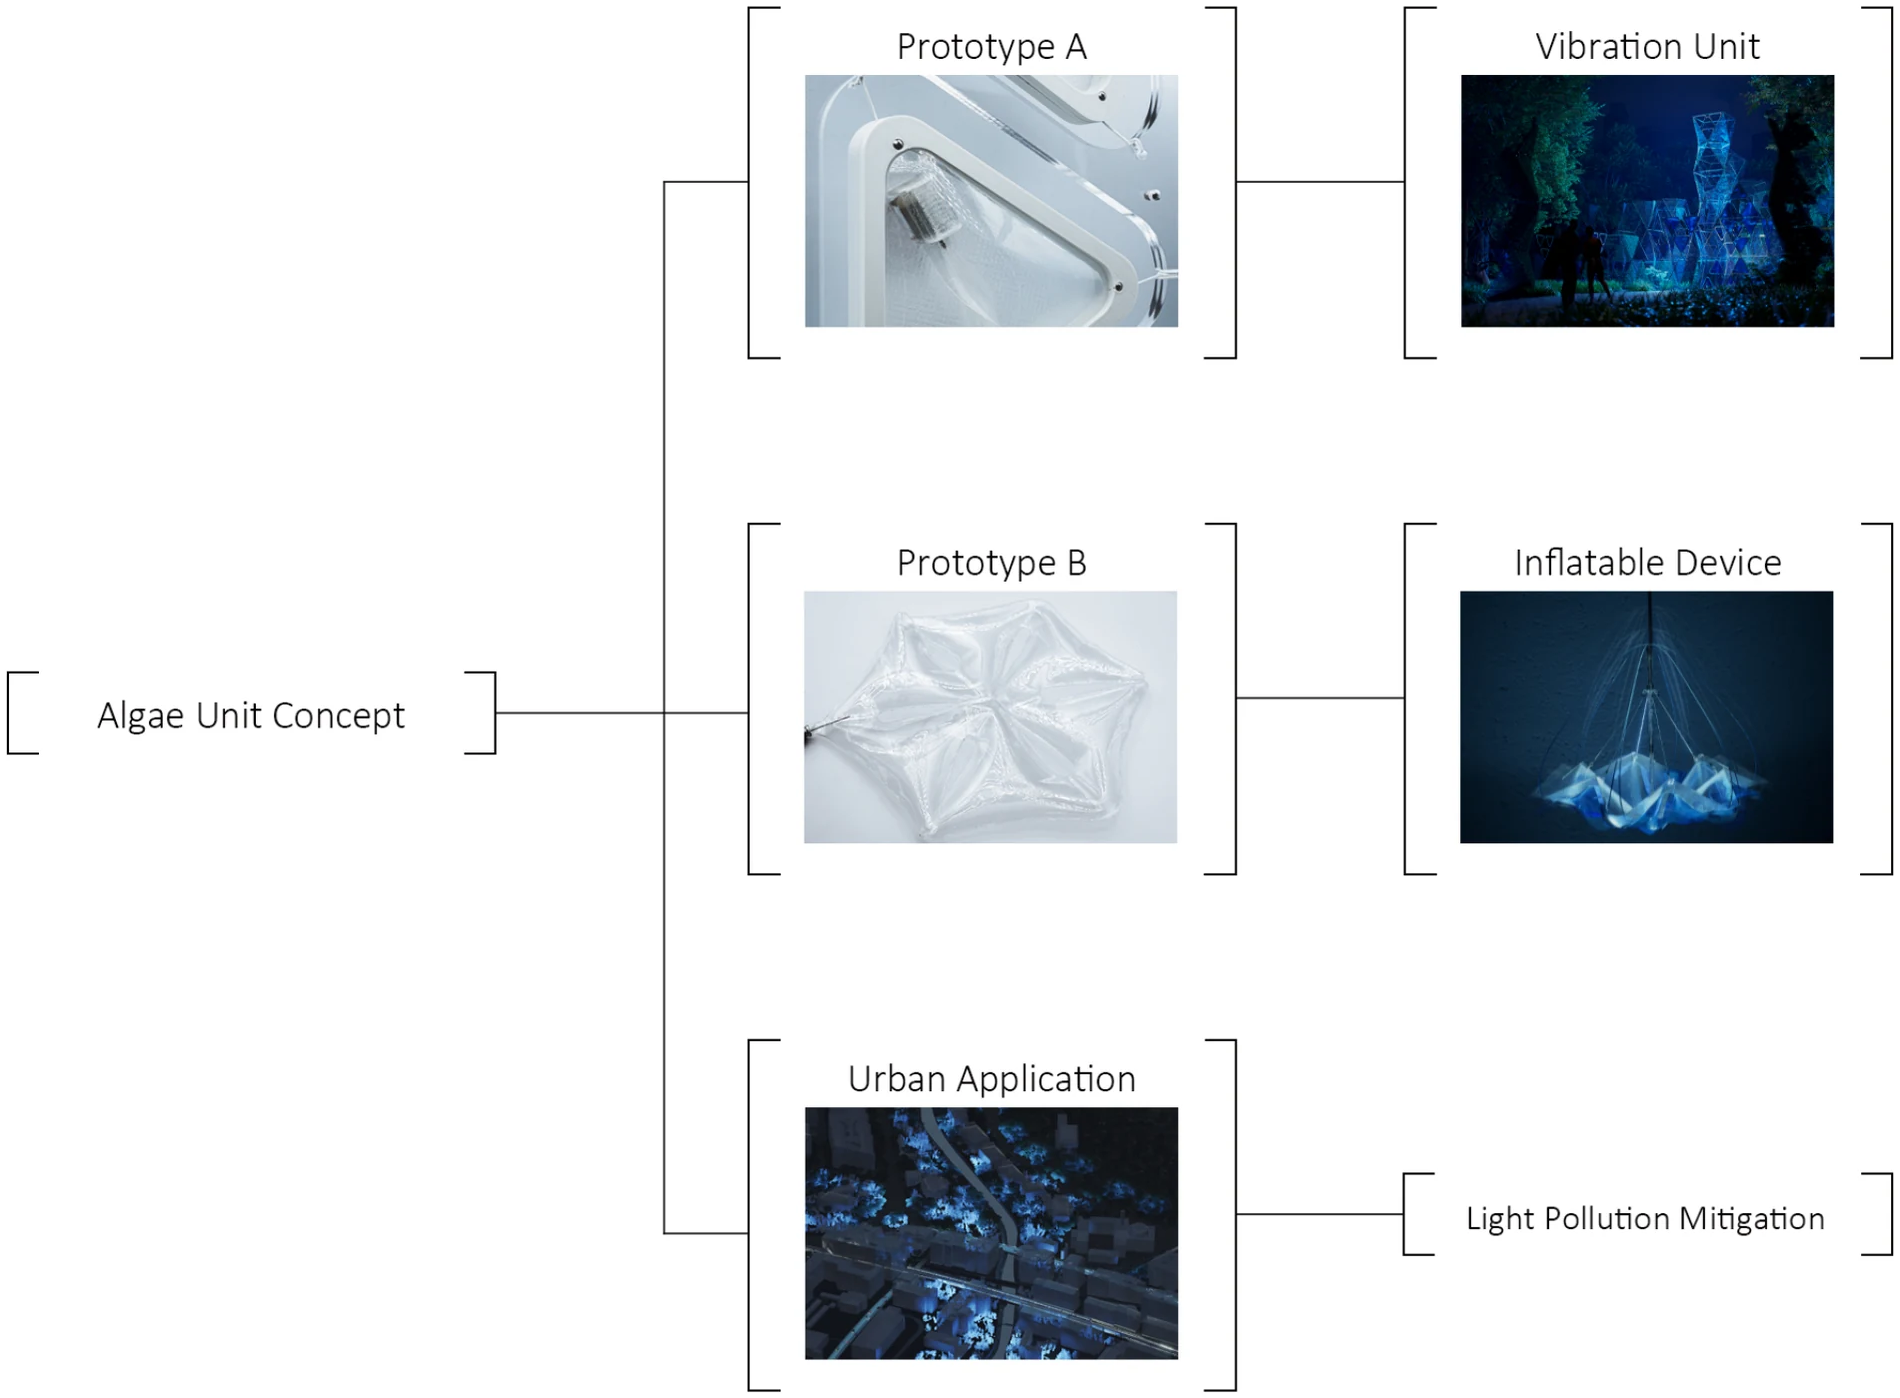 Prototype A
Vibration Unit
Prototype B
Inflatable Device
Algae Unit Concept
Urban Application
Light Pollution Mitigation